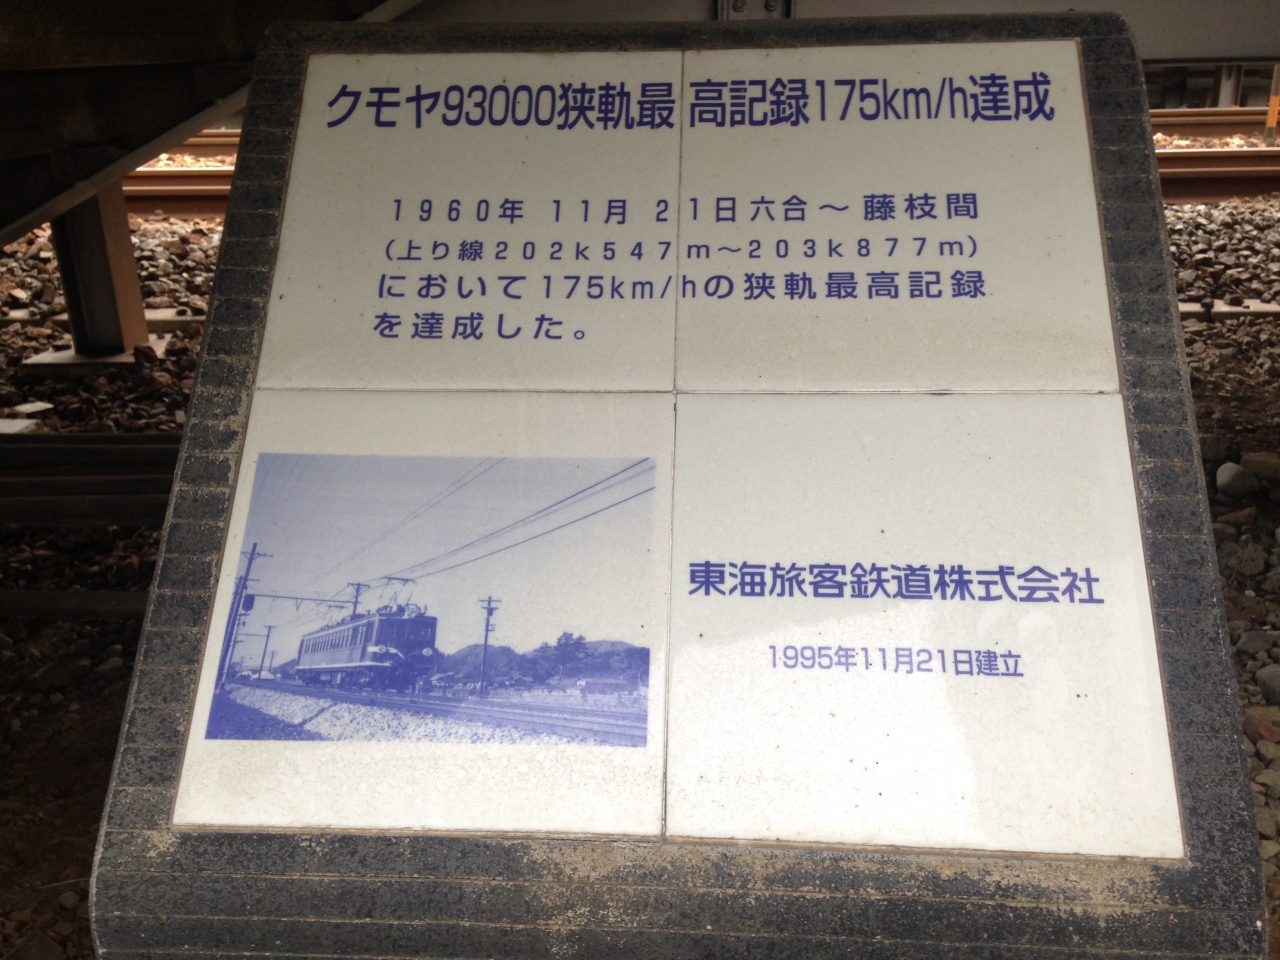 クモヤ93000狭軌最高記録175km/h達成
1960年 11月 21日六合～藤枝間
（上り線202k547m～203k877m）
において175km/hの狭軌最高記録
を達成した。
東海旅客鉄道株式会社
1995年11月21日建立